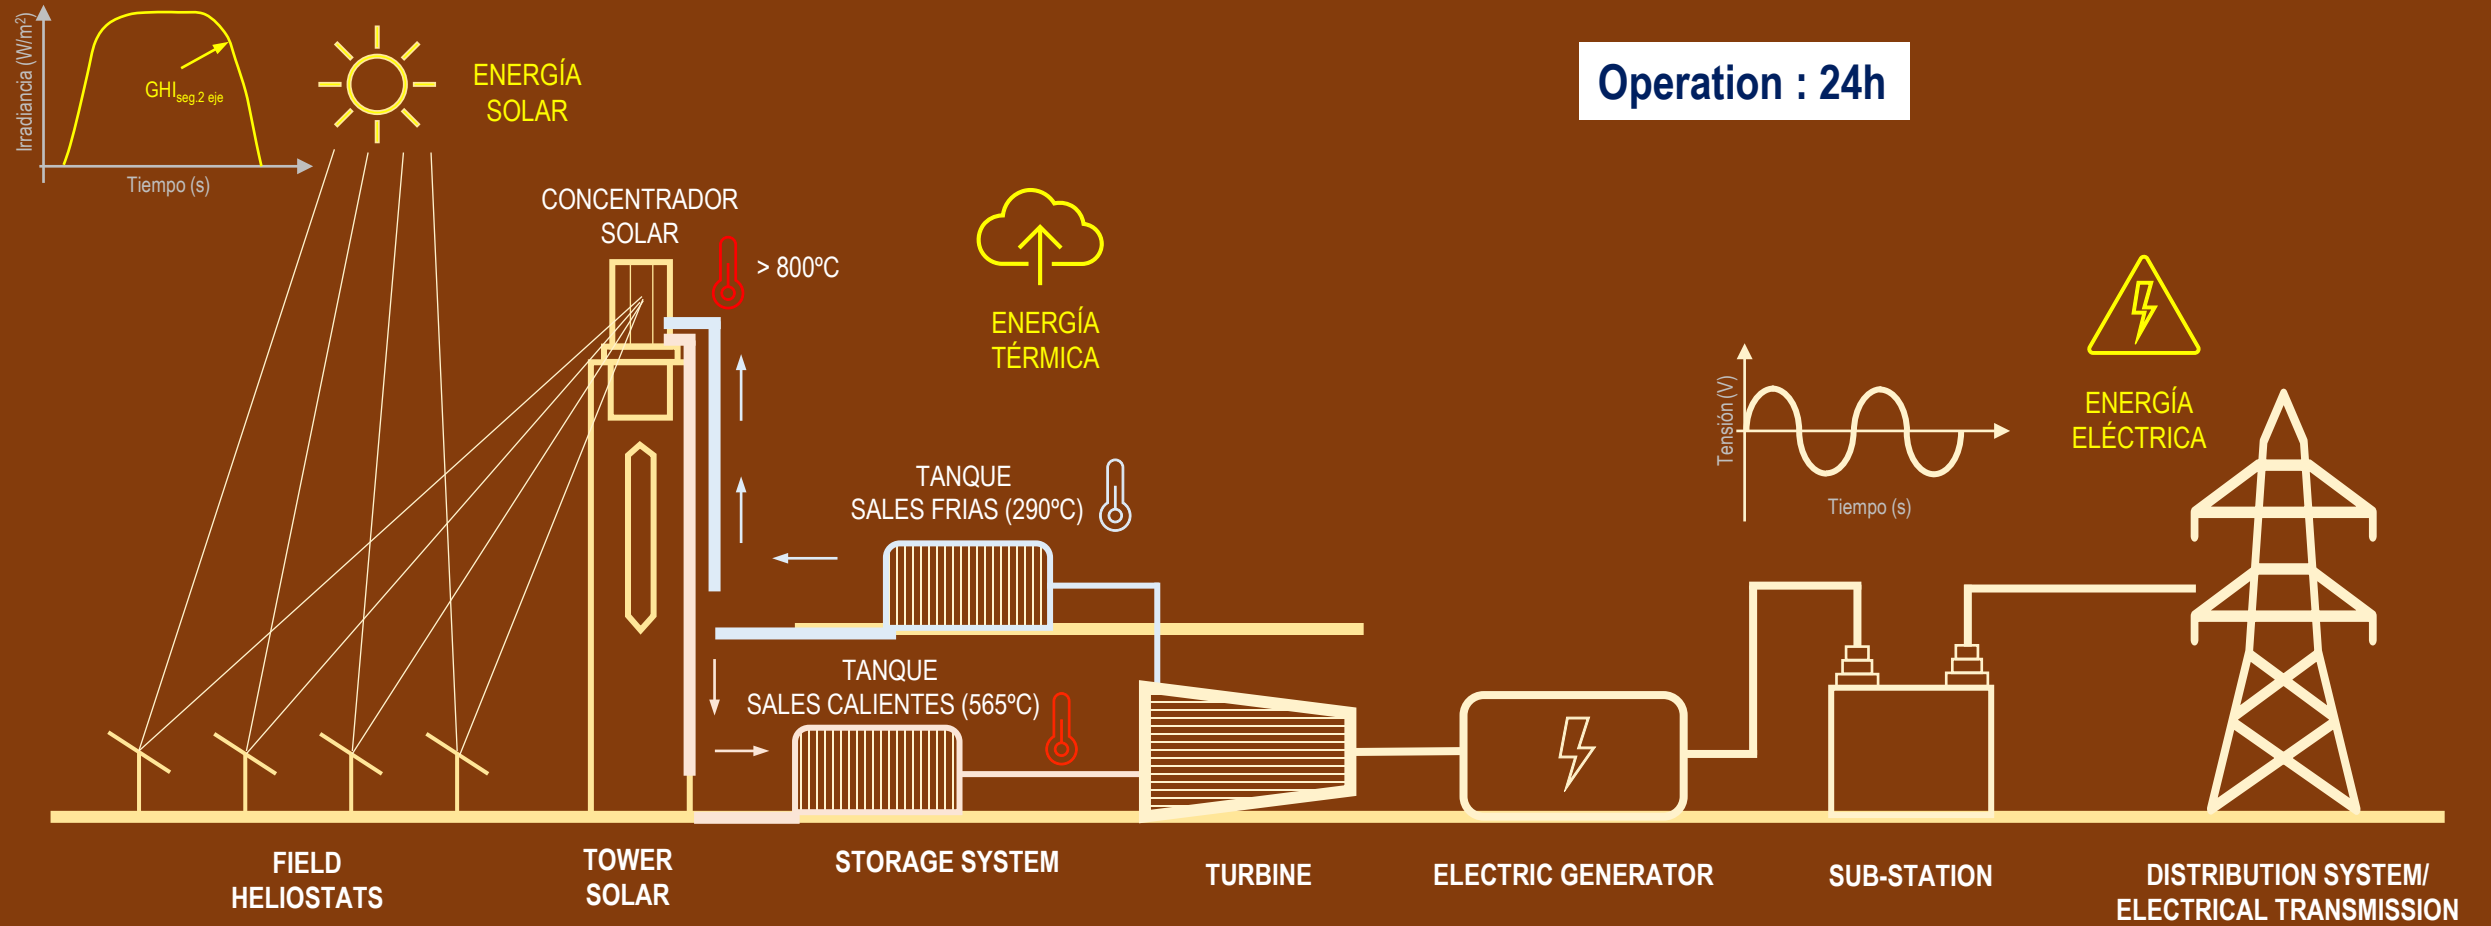 Irradiancia (W/m²)
GHIseg.2 eje
Tiempo (s)
ENERGÍA
SOLAR
Operation : 24h
CONCENTRADOR
SOLAR
> 800ºC
ENERGÍA
TÉRMICA
Tensión (V)
Tiempo (s)
ENERGÍA
ELÉCTRICA
TANQUE
SALES FRIAS (290ºC)
TANQUE
SALES CALIENTES (565ºC)
FIELD
HELIOSTATS
TOWER
SOLAR
STORAGE SYSTEM
TURBINE
ELECTRIC GENERATOR
SUB-STATION
DISTRIBUTION SYSTEM/
ELECTRICAL TRANSMISSION